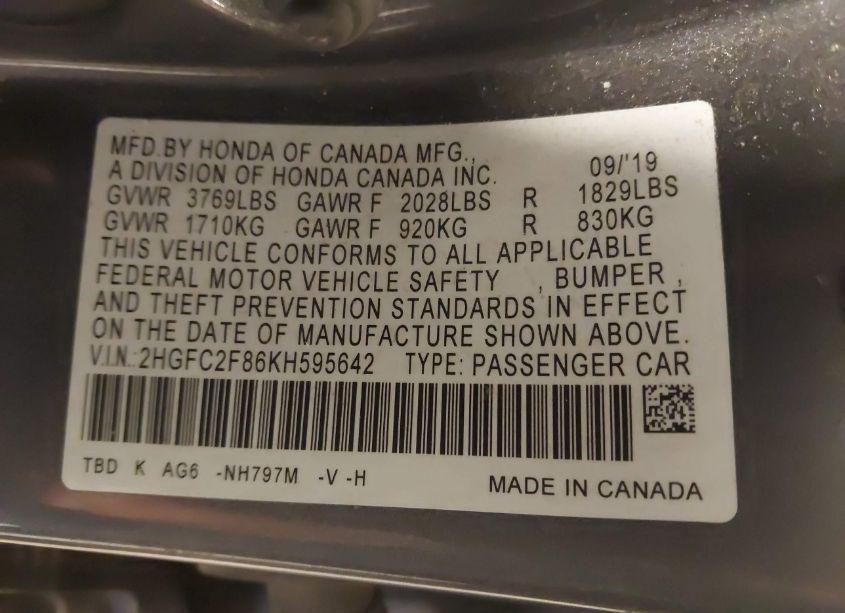 MFD.BY HONDA OF CANADA MFG.,
A DIVISION OF HONDA CANADA INC. 09/'19
GVWR 3769LBS GAWR F 2028LBS R 1829LBS
GVWR 1710KG GAWR F 920KG R 830KG
THIS VEHICLE CONFORMS TO ALL APPLICABLE
FEDERAL MOTOR VEHICLE SAFETY , BUMPER ,
AND THEFT PREVENTION STANDARDS IN EFFECT
ON THE DATE OF MANUFACTURE SHOWN ABOVE.
V.I.N.:2HGFC2F86KH595642 TYPE: PASSENGER CAR
TBD K AG6 -NH797M -V -H
MADE IN CANADA